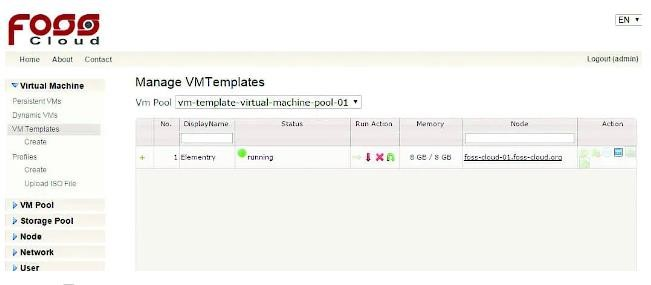 FOSS
Cloud
EN
Home About Contact
Logout (admin)
Virtual Machine
Persistent VMs
Dynamic VMs
VM Templates
Create
Profiles
Create
Upload ISO File
VM Pool
Storage Pool
Node
Network
User
Manage VMTemplates
Vm Pool vm-template-virtual-machine-pool-01
No. DisplayName Status Run Action Memory Node Action
1 Elementry running 8 GB / 8 GB foss-cloud-01.foss-cloud.org